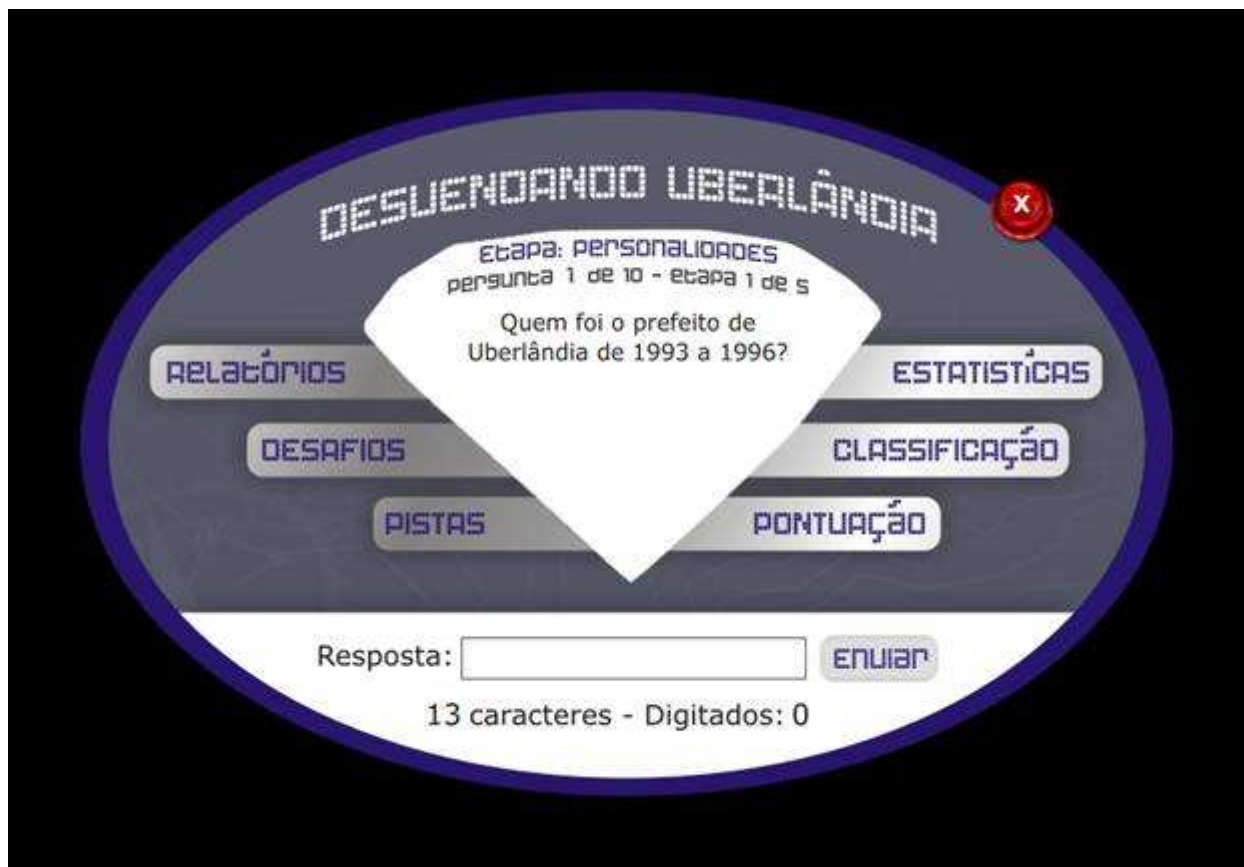 DESVENDANDO UBERLÂNDIA
X
Etapa: PERSONALIDADES
pergunta 1 de 10 - etapa 1 de 5
Quem foi o prefeito de
Uberlândia de 1993 a 1996?
RELATÓRIOS
ESTATISTÍCAS
DESAFIOS
CLASSIFICAÇÃO
PISTAS
PONTUAÇÃO
Resposta:
ENVIAR
13 caracteres - Digitados: 0